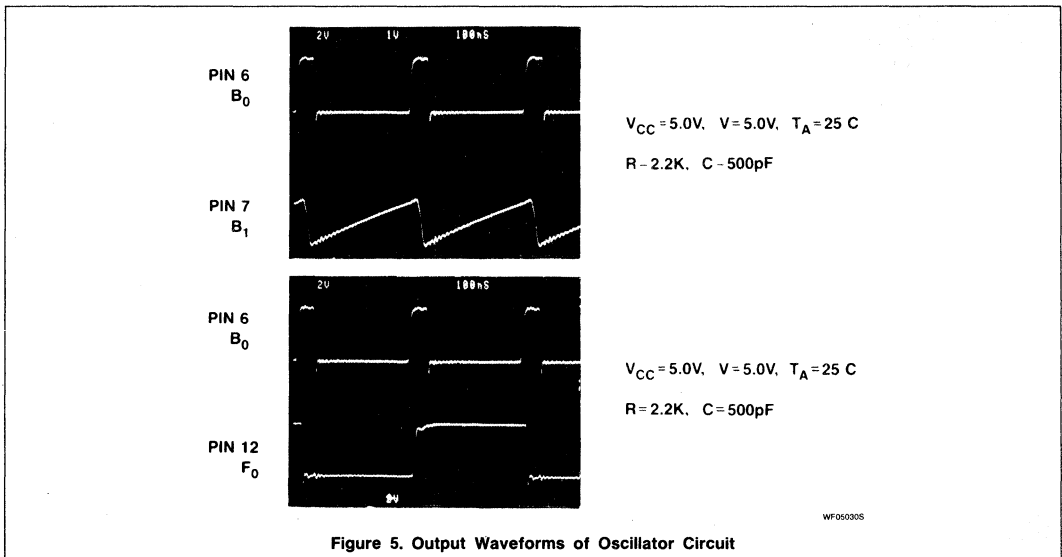 2V 1V 100nS
PIN 6
B0
VCC = 5.0V, V = 5.0V, TA = 25 C
R - 2.2K, C - 500pF
PIN 7
B1
2V 100nS
PIN 6
B0
VCC = 5.0V, V = 5.0V, TA = 25 C
R = 2.2K, C = 500pF
PIN 12
F0
2V
WF05030S
Figure 5. Output Waveforms of Oscillator Circuit